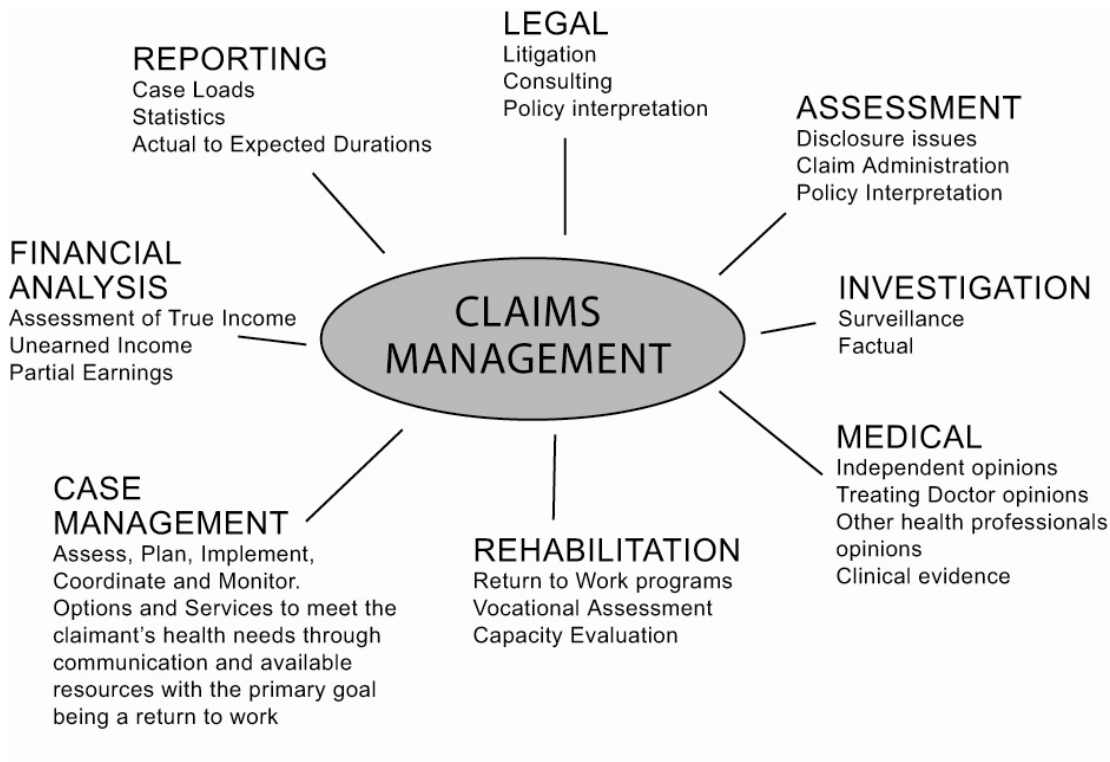 LEGAL
Litigation
Consulting
Policy interpretation
REPORTING
Case Loads
Statistics
Actual to Expected Durations
ASSESSMENT
Disclosure issues
Claim Administration
Policy Interpretation
FINANCIAL
ANALYSIS
Assessment of True Income
Unearned Income
Partial Earnings
CLAIMS
MANAGEMENT
INVESTIGATION
Surveillance
Factual
MEDICAL
Independent opinions
Treating Doctor opinions
Other health professionals
opinions
Clinical evidence
CASE
MANAGEMENT
Assess, Plan, Implement,
Coordinate and Monitor.
Options and Services to meet the
claimant’s health needs through
communication and available
resources with the primary goal
being a return to work
REHABILITATION
Return to Work programs
Vocational Assessment
Capacity Evaluation